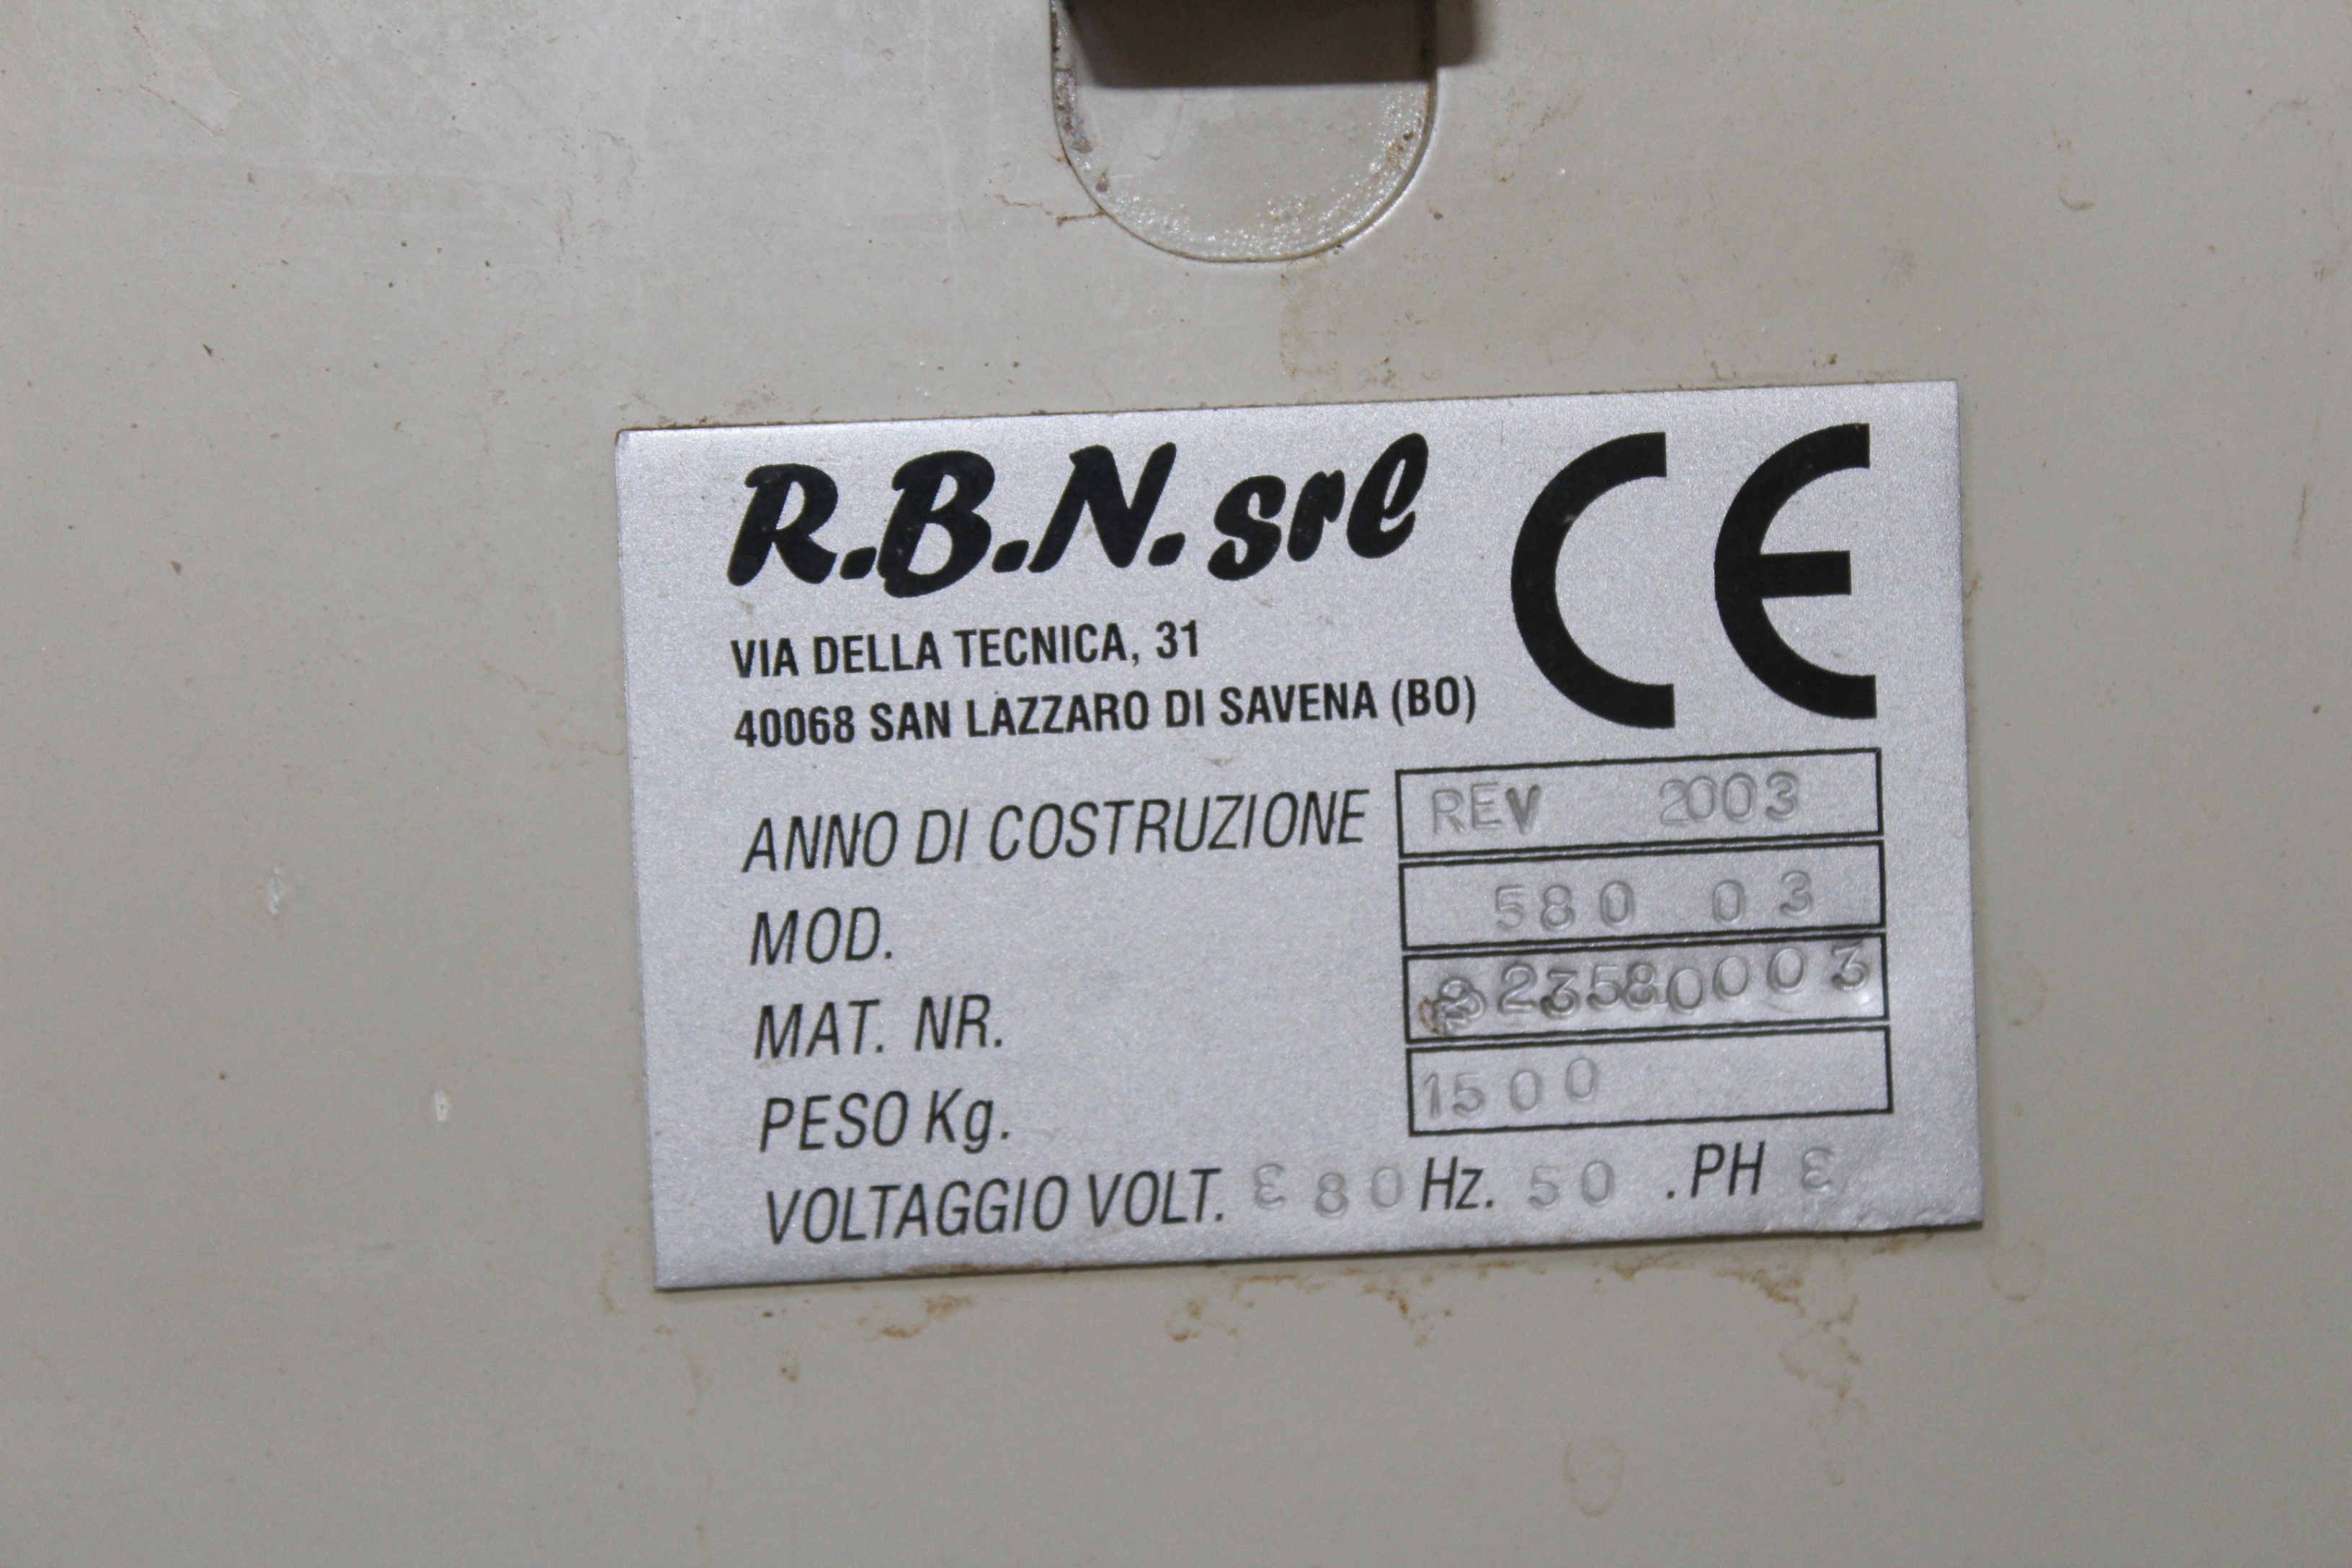 R.B.N. srl CE
VIA DELLA TECNICA, 31
40068 SAN LAZZARO DI SAVENA (BO)
ANNO DI COSTRUZIONE REV 2003
MOD. 580 03
MAT. NR.
PESO Kg. 1500
VOLTAGGIO VOLT. 380 Hz. 50 .PH 3